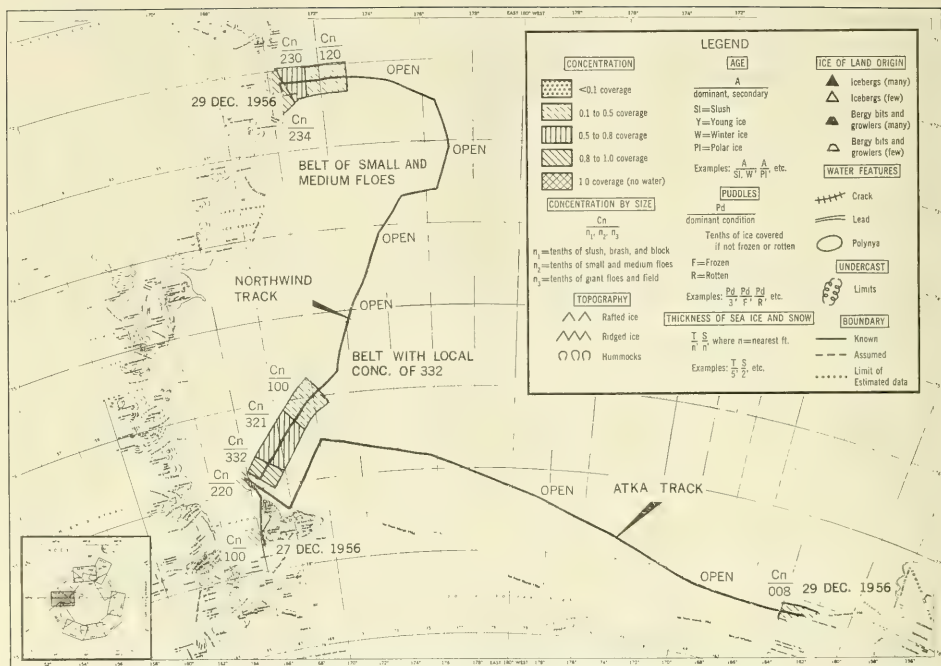 Cn
230
Cn
120
29 DEC. 1956
Cn
234
OPEN
OPEN
BELT OF SMALL AND
MEDIUM FLOES
OPEN
NORTHWIND
TRACK
OPEN
BELT WITH LOCAL
CONC. OF 332
Cn
100
Cn
321
Cn
332
Cn
220
Cn
100
27 DEC. 1956
OPEN
ATKA TRACK
OPEN
Cn
008
29 DEC. 1956
EAST 180° WEST
EAST 180° WEST
LEGEND
CONCENTRATION
<0.1 coverage
0.1 to 0.5 coverage
0.5 to 0.8 coverage
0.8 to 1.0 coverage
1.0 coverage (no water)
CONCENTRATION BY SIZE
Cn
n1, n2, n3
n1=tenths of slush, brash, and block
n2=tenths of small and medium floes
n3=tenths of giant floes and field
TOPOGRAPHY
Rafted ice
Ridged ice
Hummocks
AGE
A
dominant, secondary
Sl=Slush
Y=Young ice
W=Winter ice
Pl=Polar ice
Examples: A/Sl, W, A/Pl, etc.
PUDDLES
Pd
dominant condition
Tenths of ice covered
if not frozen or rotten
F=Frozen
R=Rotten
Examples: Pd/3, Pd/F, Pd/R, etc.
THICKNESS OF SEA ICE AND SNOW
T/n S/n, where n=nearest ft.
Examples: T/5, S/2, etc.
ICE OF LAND ORIGIN
Icebergs (many)
Icebergs (few)
Bergy bits and
growlers (many)
Bergy bits and
growlers (few)
WATER FEATURES
Crack
Lead
Polynya
UNDERCAST
Limits
BOUNDARY
Known
Assumed
Limit of
Estimated data